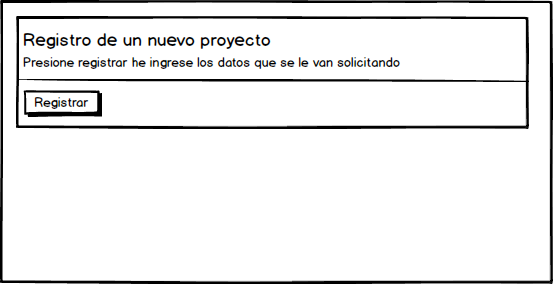 Registro de un nuevo proyecto
Presione registrar he ingrese los datos que se le van solicitando
Registrar